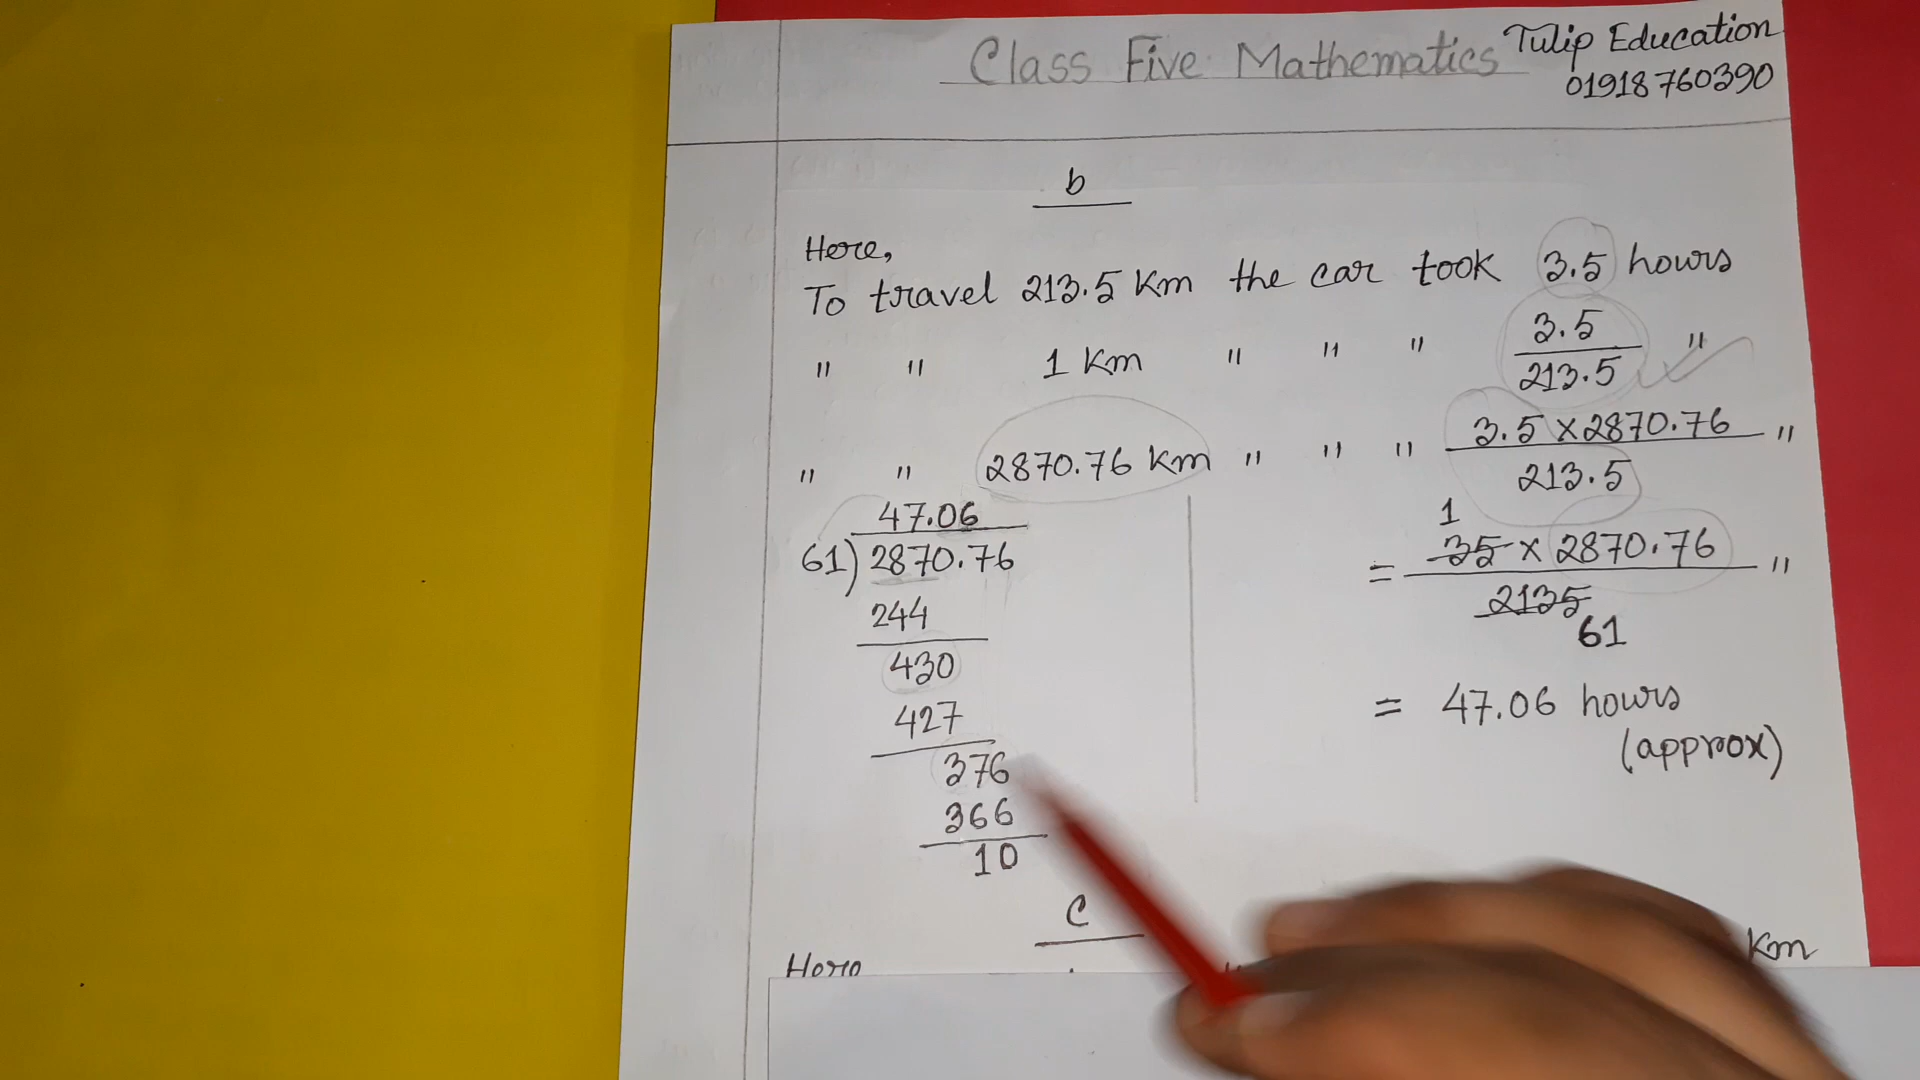 Class Five Mathematics
Tulip Education
01918760390
b
Here,
To travel 213.5 Km the car took 3.5 hours
" " 1 Km " " " 3.5/213.5 "
" " 2870.76 Km " " " 3.5 × 2870.76/213.5 "
47.06
61) 2870.76
244
430
427
376
366
10
1
= 35 × 2870.76/2135 "
61
= 47.06 hours
(approx)
c
Km